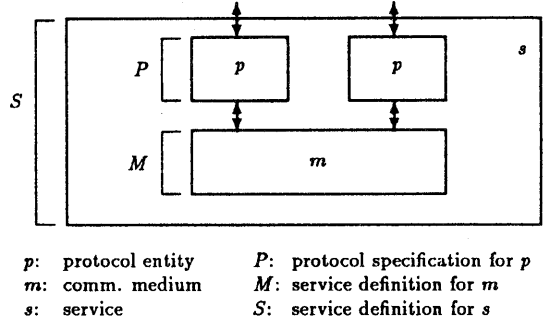 s
P
p
p
S
M
m
p: protocol entity P: protocol specification for p
m: comm. medium M: service definition for m
s: service S: service definition for s